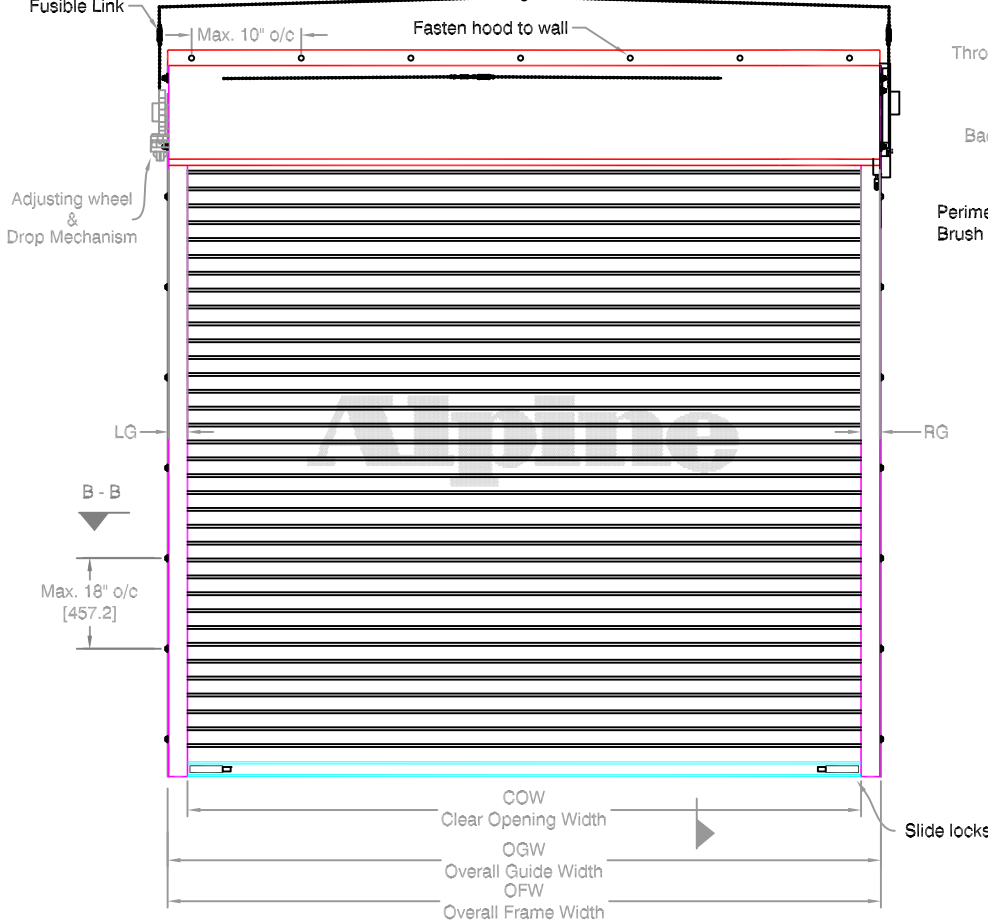 Fusible Link
Max. 10" o/c
Fasten hood to wall
Adjusting wheel
&
Drop Mechanism
Alpine
LG
RG
B - B
Max. 18" o/c
[457.2]
COW
Clear Opening Width
OGW
Overall Guide Width
OFW
Overall Frame Width
Slide locks
Brush